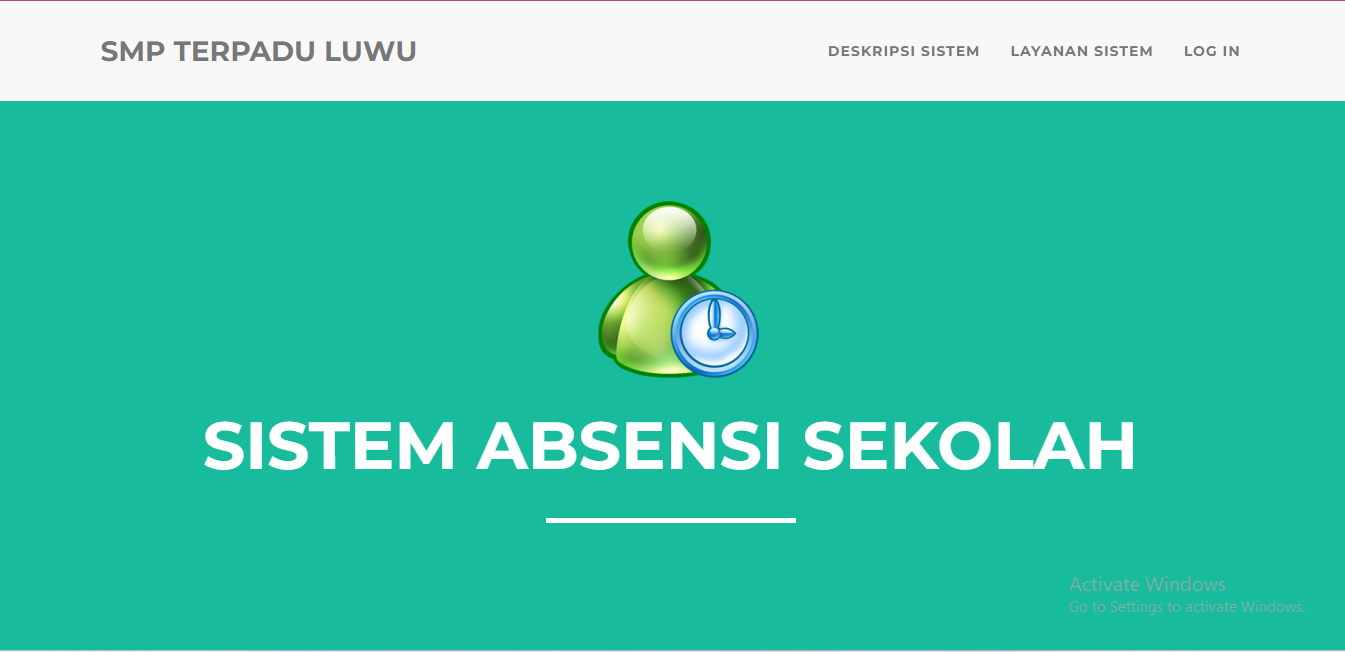 SMP TERPADU LUWU
DESKRIPSI SISTEM
LAYANAN SISTEM
LOG IN
SISTEM ABSENSI SEKOLAH
Activate Windows
Go to Settings to activate Windows.